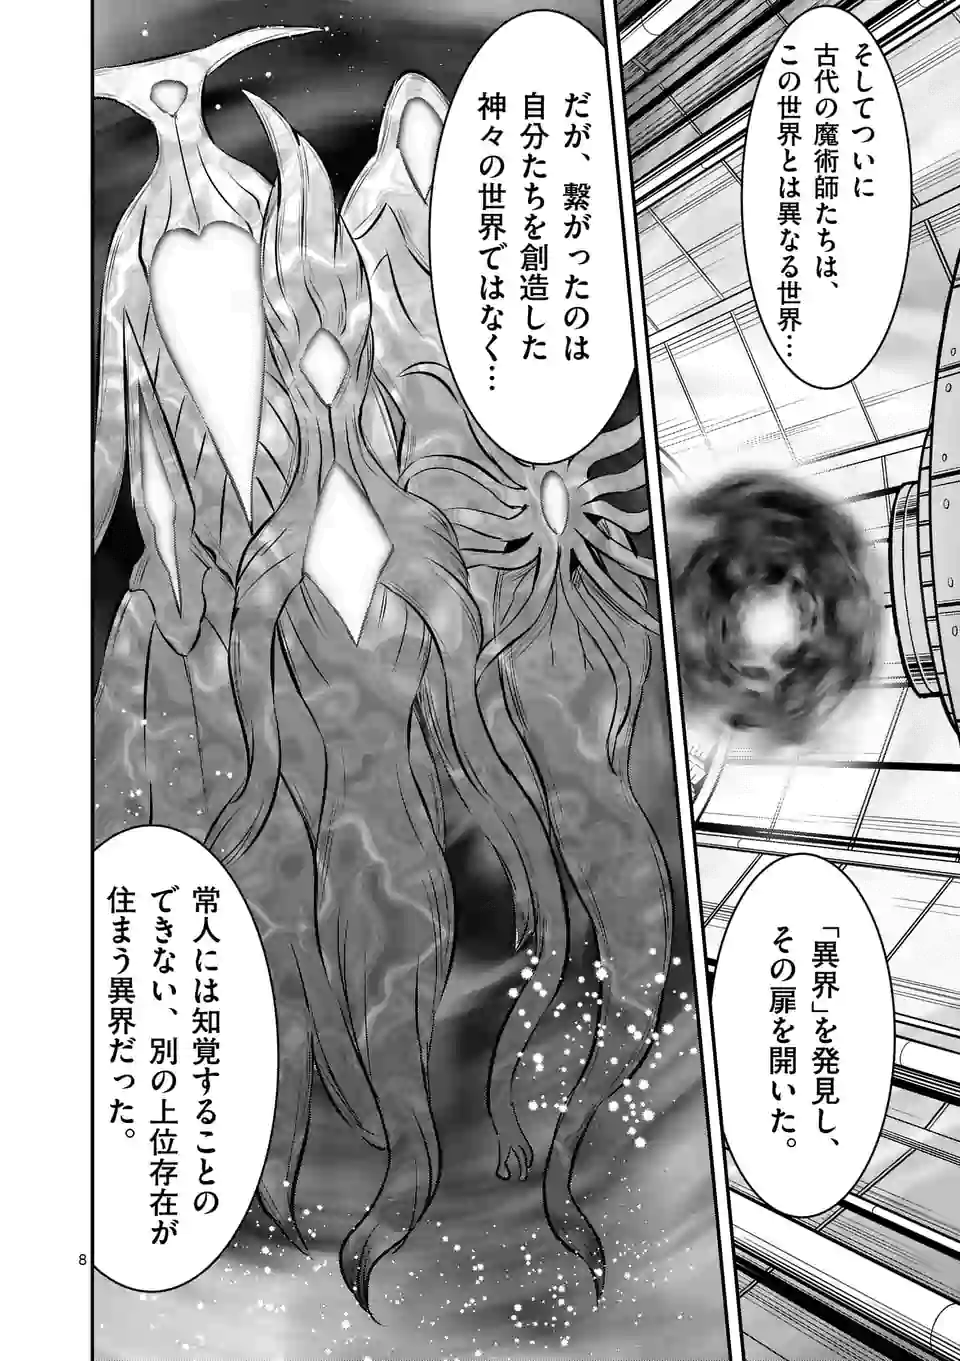 そしてついに
古代の魔術師たちは、
この世界とは異なる世界…
「異界」を発見し、
その扉を開いた。
だが、繋がったのは
自分たちを創造した
神々の世界ではなく…
常人には知覚することの
できない、別の上位存在が
住まう異界だった。
8